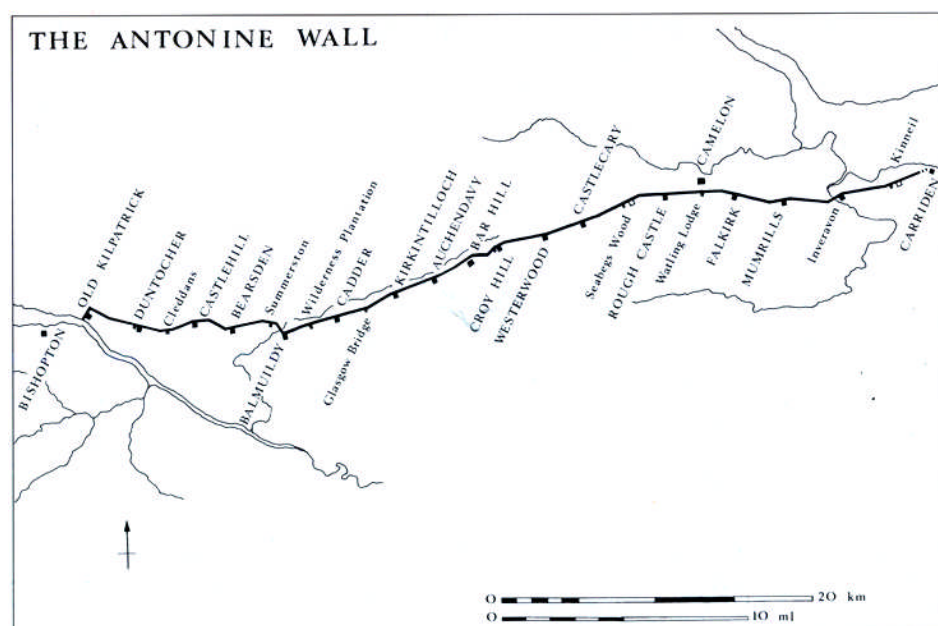 THE ANTONINE WALL
OLD KILPATRICK
BISHOPTON
DUNTOCHER
Cleddans
CASTLEHILL
BEARSDEN
Summerston
BALMUILDY
Wilderness Plantation
CADDER
Glasgow Bridge
KIRKINTILLOCH
AUCHENDAVY
BAR HILL
CROY HILL
WESTERWOOD
CASTLECARY
Seabegs Wood
ROUGH CASTLE
Watling Lodge
CAMELON
FALKIRK
MUMRILLS
Inveravon
Kinneil
CARRIDEN
0 20 km
0 10 ml